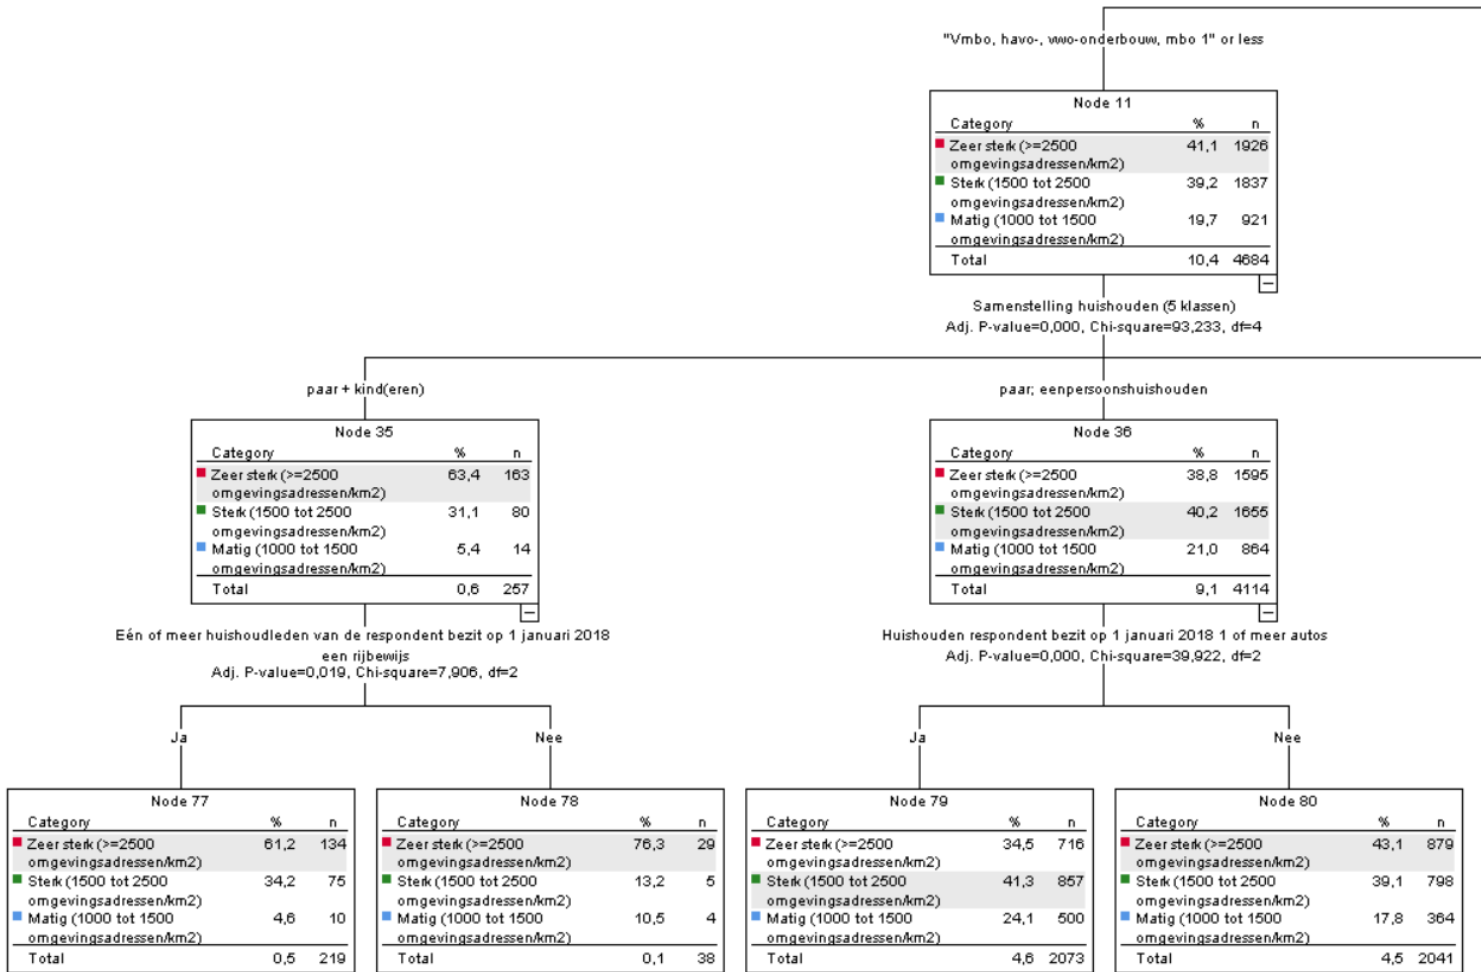 "Vmbo, havo-, vwo-onderbouw, mbo 1" or less
Node 11
Category % n
Zeer sterk (>=2500 41,1 1926
omgevingsadressen/km2)
Sterk (1500 tot 2500 39,2 1837
omgevingsadressen/km2)
Matig (1000 tot 1500 19,7 921
omgevingsadressen/km2)
Total 10,4 4684
Samenstelling huishouden (5 klassen)
Adj. P-value=0,000, Chi-square=93,233, df=4
paar + kind(eren)
paar; eenpersoonshuishouden
Node 35
Category % n
Zeer sterk (>=2500 63,4 163
omgevingsadressen/km2)
Sterk (1500 tot 2500 31,1 80
omgevingsadressen/km2)
Matig (1000 tot 1500 5,4 14
omgevingsadressen/km2)
Total 0,6 257
Node 36
Category % n
Zeer sterk (>=2500 38,8 1595
omgevingsadressen/km2)
Sterk (1500 tot 2500 40,2 1655
omgevingsadressen/km2)
Matig (1000 tot 1500 21,0 864
omgevingsadressen/km2)
Total 9,1 4114
Eén of meer huishoudleden van de respondent bezit op 1 januari 2018
een rijbewijs
Adj. P-value=0,019, Chi-square=7,906, df=2
Huishouden respondent bezit op 1 januari 2018 1 of meer autos
Adj. P-value=0,000, Chi-square=39,922, df=2
Ja
Nee
Ja
Nee
Node 77
Category % n
Zeer sterk (>=2500 61,2 134
omgevingsadressen/km2)
Sterk (1500 tot 2500 34,2 75
omgevingsadressen/km2)
Matig (1000 tot 1500 4,6 10
omgevingsadressen/km2)
Total 0,5 219
Node 78
Category % n
Zeer sterk (>=2500 76,3 29
omgevingsadressen/km2)
Sterk (1500 tot 2500 13,2 5
omgevingsadressen/km2)
Matig (1000 tot 1500 10,5 4
omgevingsadressen/km2)
Total 0,1 38
Node 79
Category % n
Zeer sterk (>=2500 34,5 716
omgevingsadressen/km2)
Sterk (1500 tot 2500 41,3 857
omgevingsadressen/km2)
Matig (1000 tot 1500 24,1 500
omgevingsadressen/km2)
Total 4,6 2073
Node 80
Category % n
Zeer sterk (>=2500 43,1 879
omgevingsadressen/km2)
Sterk (1500 tot 2500 39,1 798
omgevingsadressen/km2)
Matig (1000 tot 1500 17,8 364
omgevingsadressen/km2)
Total 4,5 2041